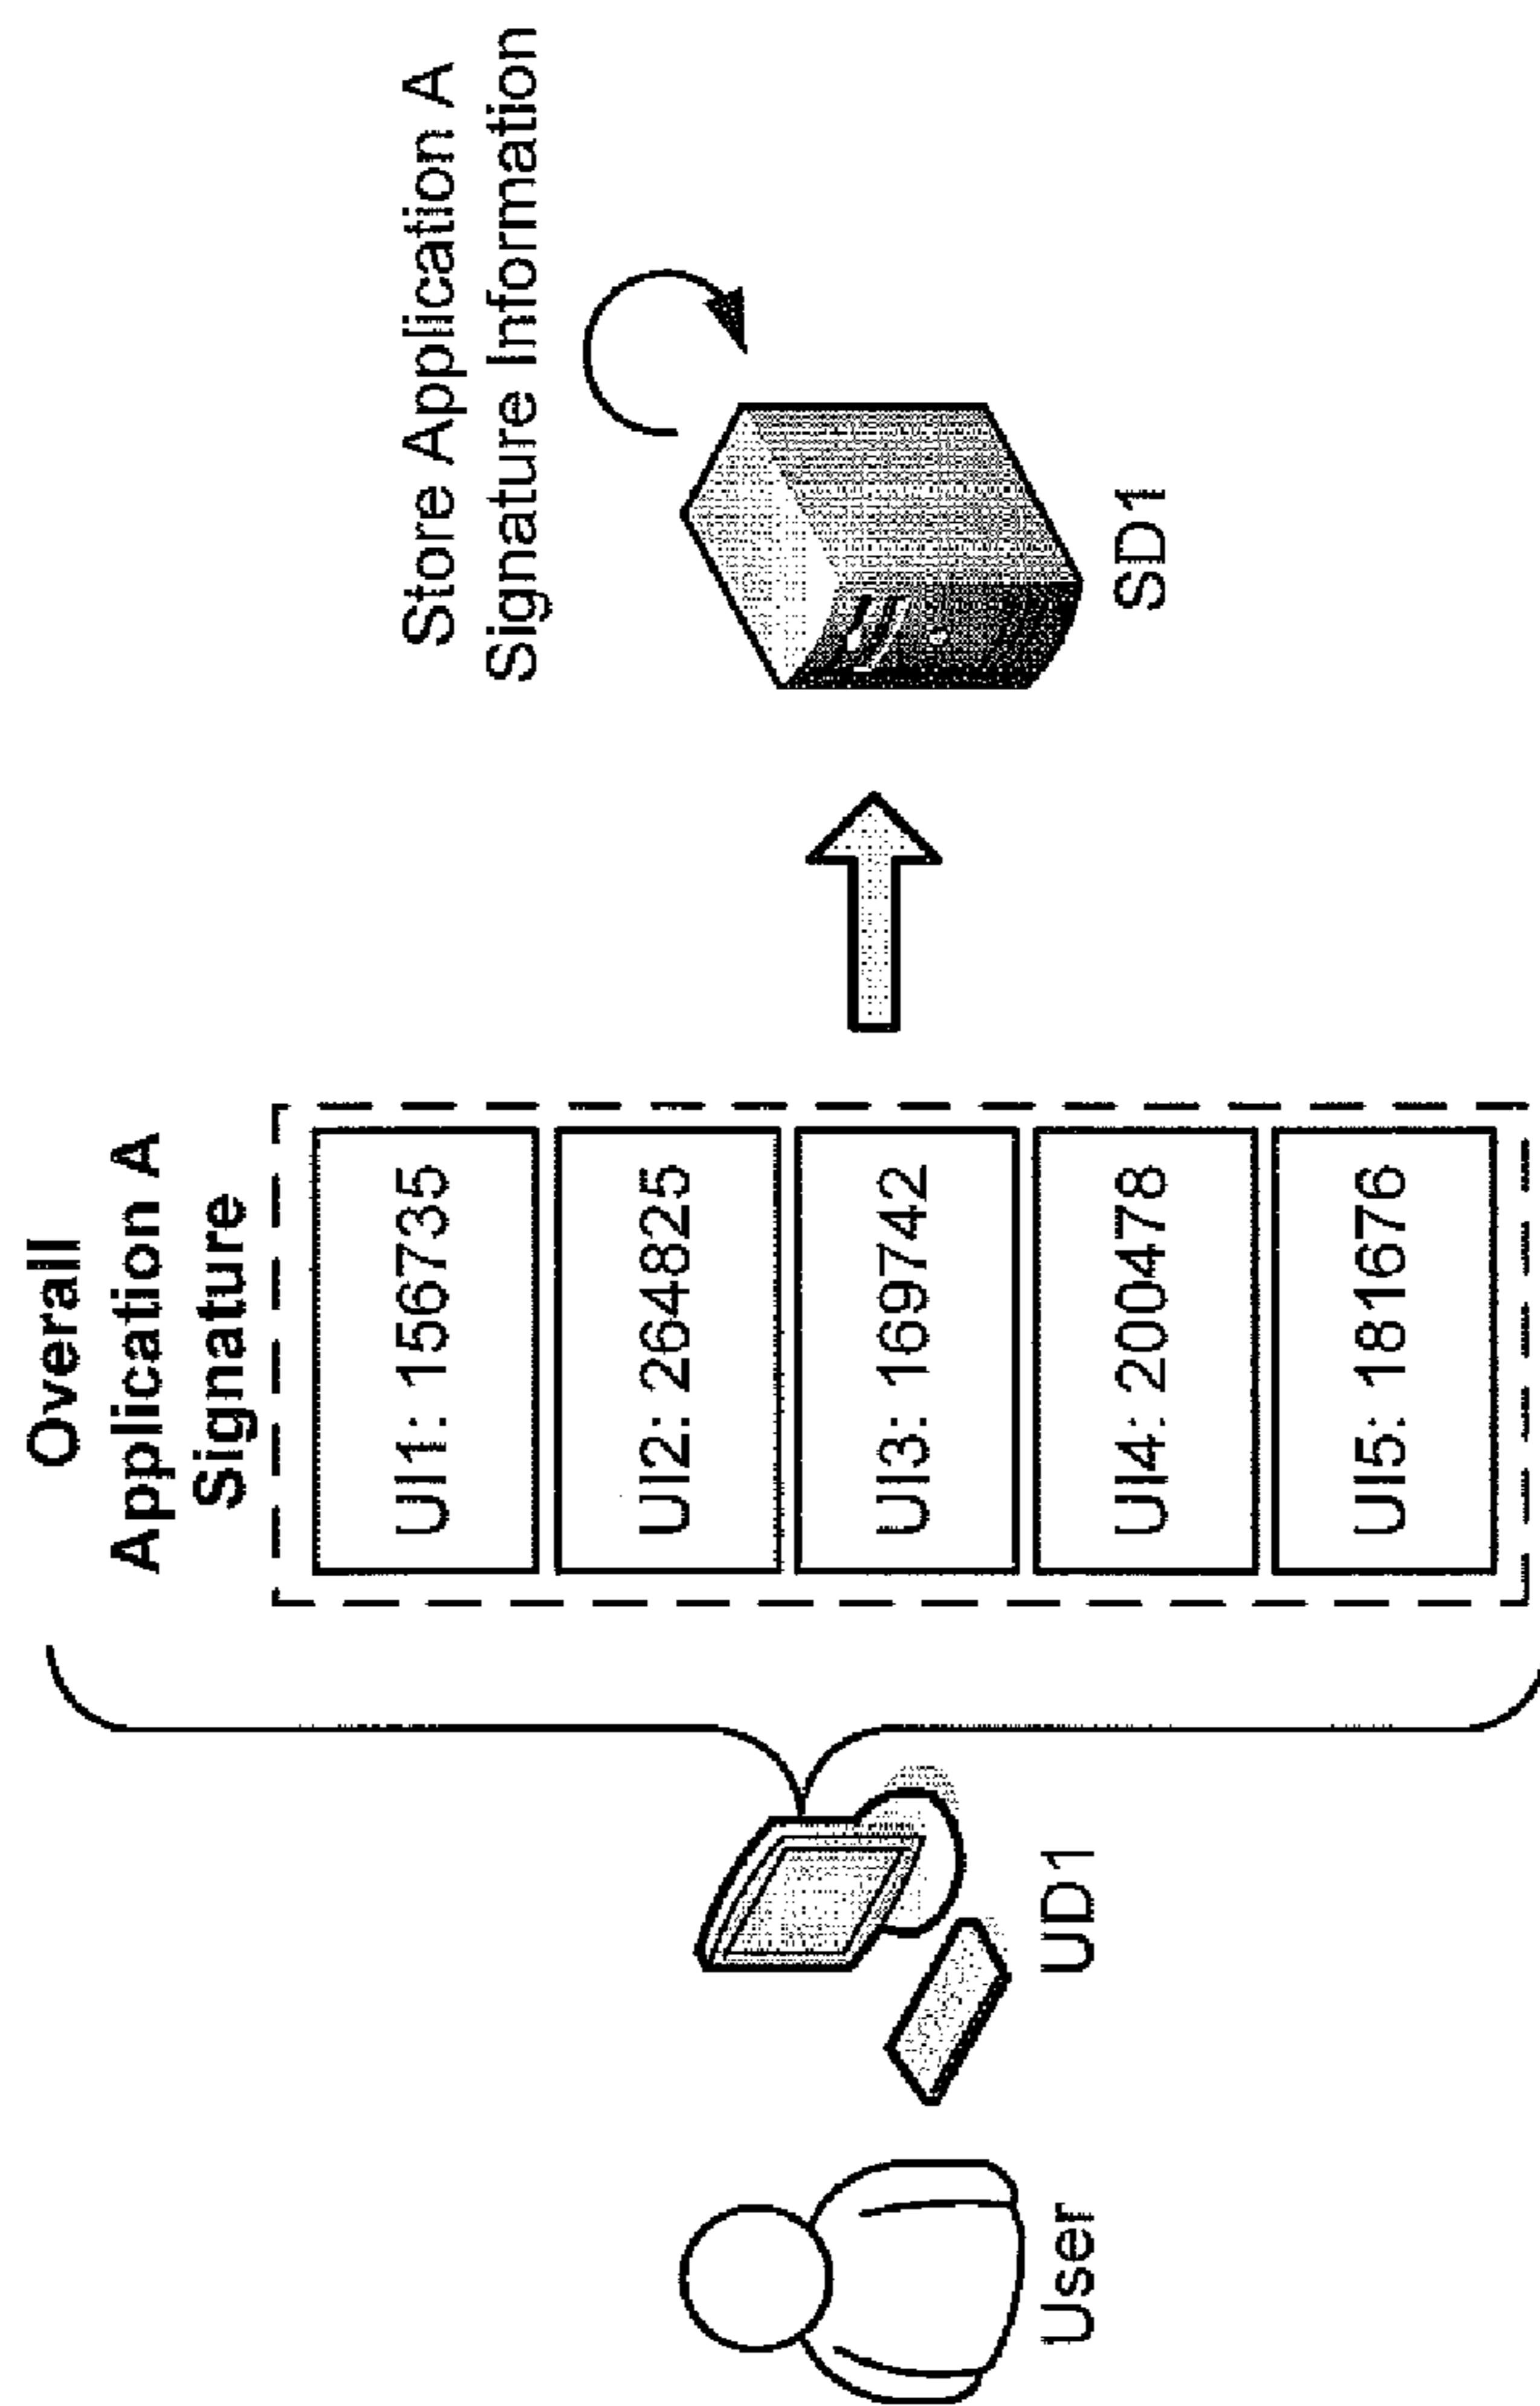 Overall
Application A
Signature
UI1: 156735
UI2: 264825
UI3: 169742
UI4: 200478
UI5: 181676
Store Application A
Signature Information
User
UD1
SD1